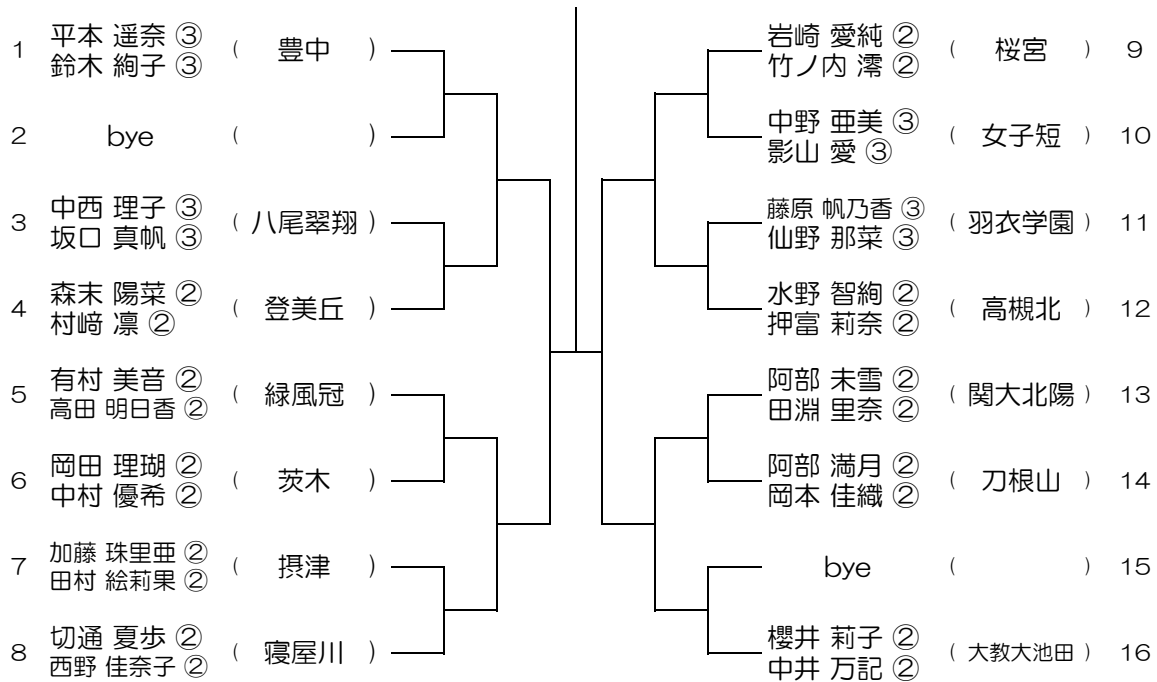 1 平本 遥奈 ③ ( 豊中 )
鈴木 絢子 ③
2 bye ( )
3 中西 理子 ③ ( 八尾翠翔 )
坂口 真帆 ③
4 森末 陽菜 ② ( 登美丘 )
村﨑 凛 ②
5 有村 美音 ② ( 緑風冠 )
高田 明日香 ②
6 岡田 理瑚 ② ( 茨木 )
中村 優希 ②
7 加藤 珠里亜 ② ( 摂津 )
田村 絵莉果 ②
8 切通 夏歩 ② ( 寝屋川 )
西野 佳奈子 ②
岩崎 愛純 ② ( 桜宮 ) 9
竹ノ内 澪 ②
中野 亜美 ③ ( 女子短 ) 10
影山 愛 ③
藤原 帆乃香 ③ ( 羽衣学園 ) 11
仙野 那菜 ③
水野 智絢 ② ( 高槻北 ) 12
押富 莉奈 ②
阿部 未雪 ② ( 関大北陽 ) 13
田淵 里奈 ②
阿部 満月 ② ( 刀根山 ) 14
岡本 佳織 ②
bye ( ) 15
櫻井 莉子 ② ( 大教大池田 ) 16
中井 万記 ②